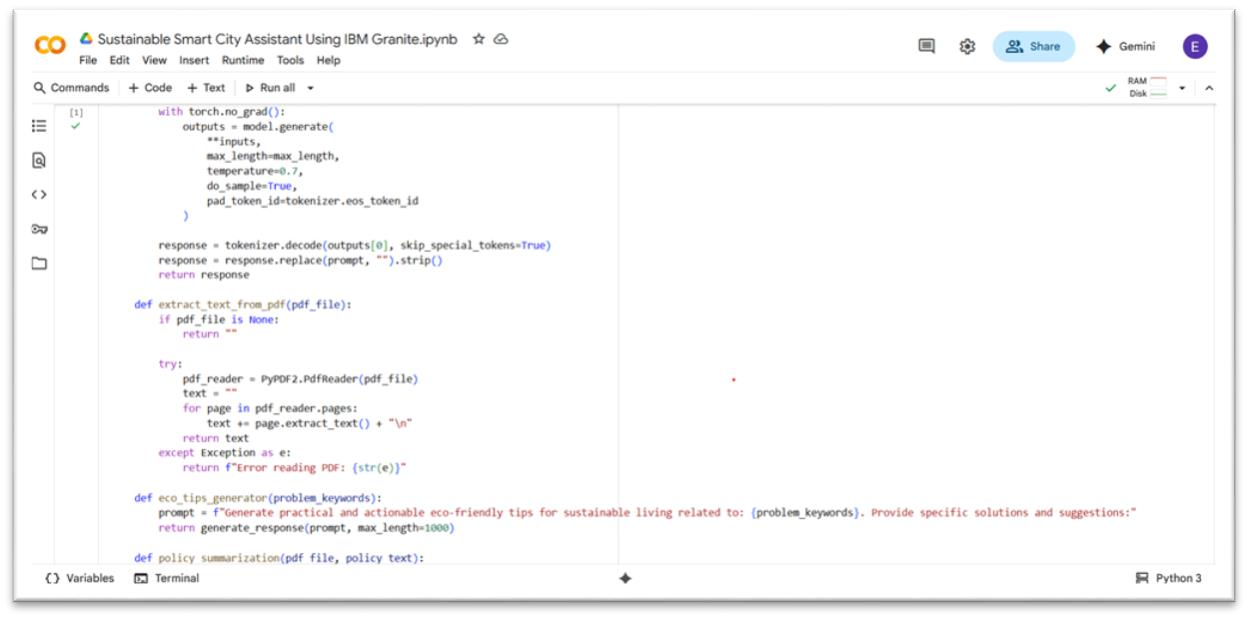 Sustainable Smart City Assistant Using IBM Granite.ipynb
File Edit View Insert Runtime Tools Help
Share
Gemini
E
Commands + Code + Text Run all
RAM
Disk
[1]
with torch.no_grad():
outputs = model.generate(
**inputs,
max_length=max_length,
temperature=0.7,
do_sample=True,
pad_token_id=tokenizer.eos_token_id
)
response = tokenizer.decode(outputs[0], skip_special_tokens=True)
response = response.replace(prompt, "").strip()
return response
def extract_text_from_pdf(pdf_file):
if pdf_file is None:
return ""
try:
pdf_reader = PyPDF2.PdfReader(pdf_file)
text = ""
for page in pdf_reader.pages:
text += page.extract_text() + "\n"
return text
except Exception as e:
return f"Error reading PDF: {str(e)}"
def eco_tips_generator(problem_keywords):
prompt = f"Generate practical and actionable eco-friendly tips for sustainable living related to: {problem_keywords}. Provide specific solutions and suggestions:"
return generate_response(prompt, max_length=1000)
def policy_summarization(pdf_file, policy_text):
Variables
Terminal
Python 3